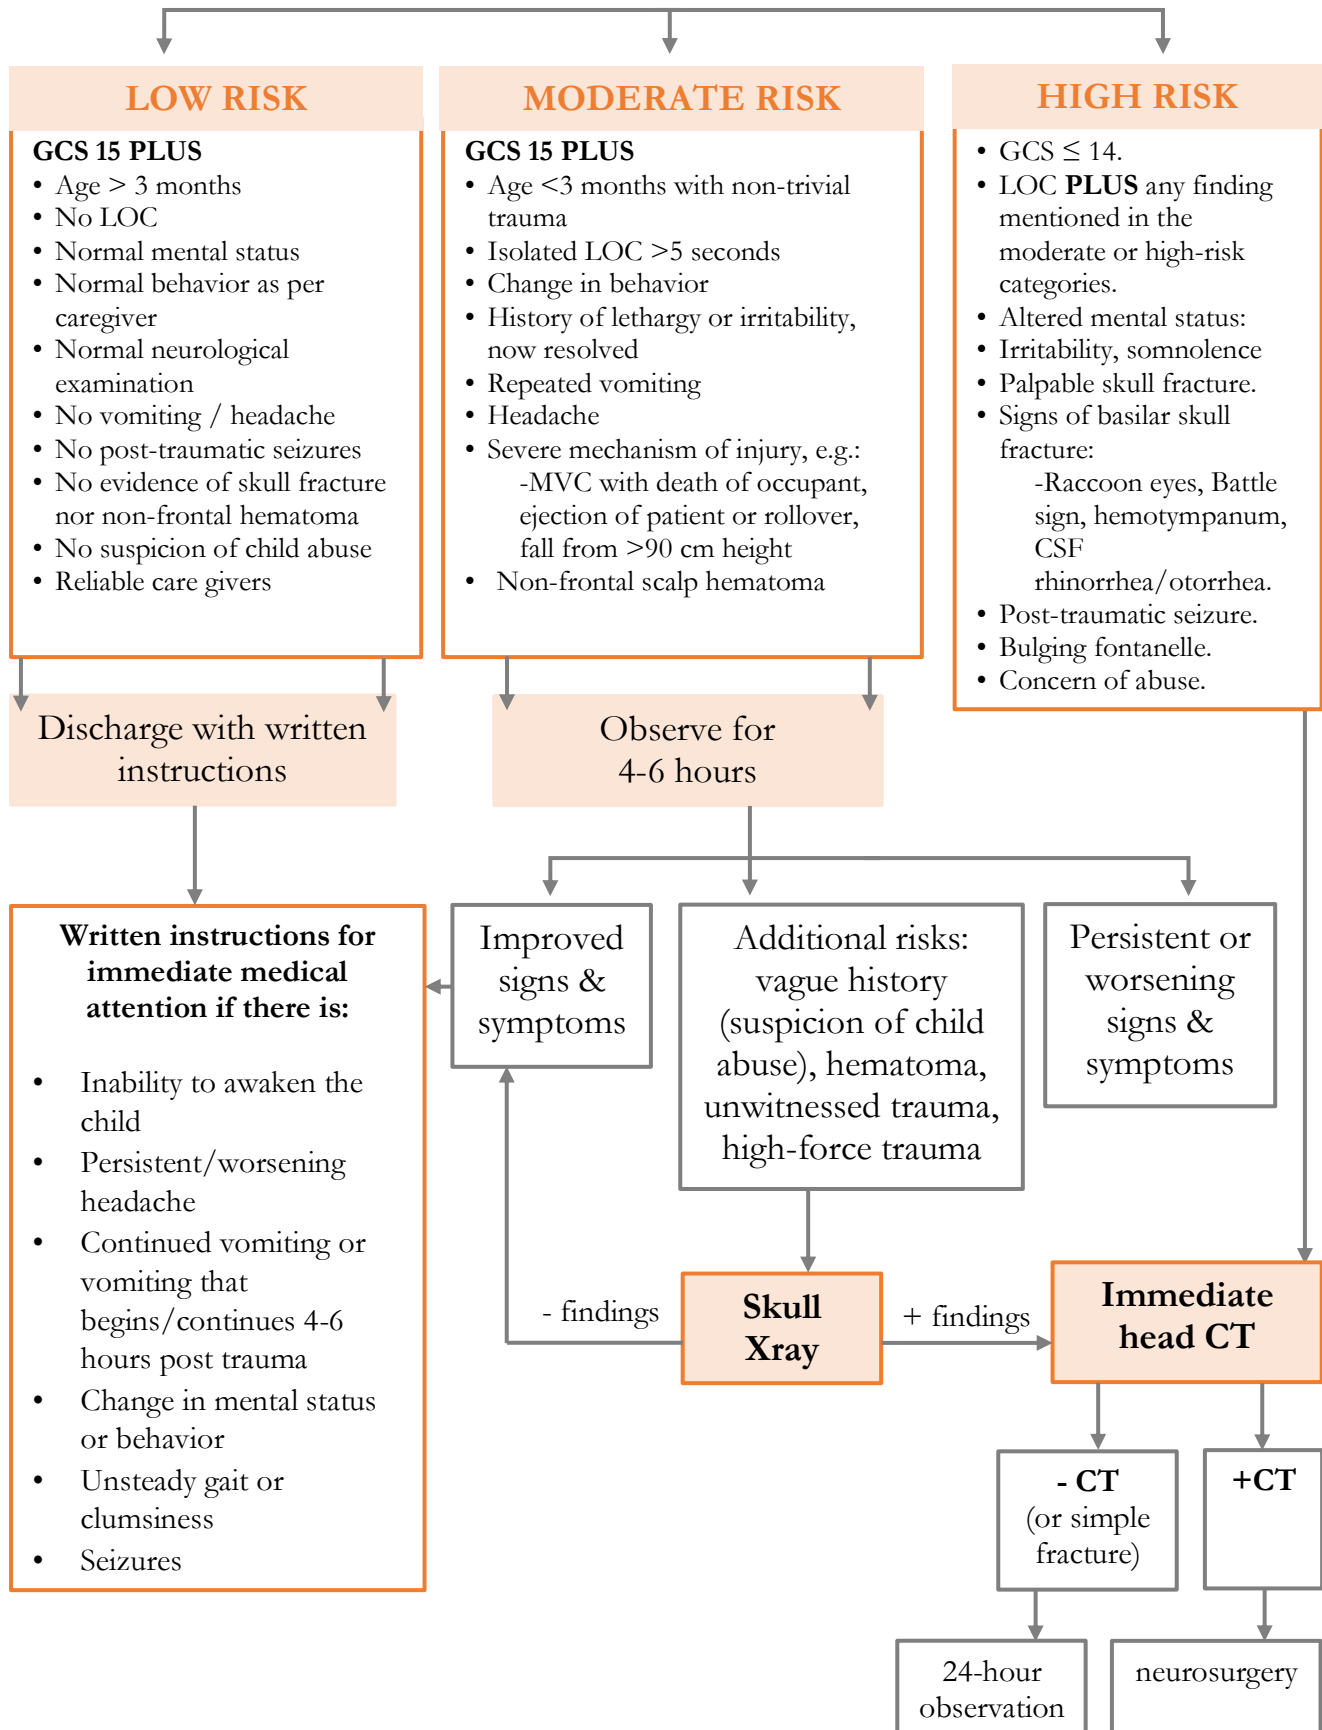 LOW RISK
GCS 15 PLUS
• Age > 3 months
• No LOC
• Normal mental status
• Normal behavior as per
caregiver
• Normal neurological
examination
• No vomiting / headache
• No post-traumatic seizures
• No evidence of skull fracture
nor non-frontal hematoma
• No suspicion of child abuse
• Reliable care givers
MODERATE RISK
GCS 15 PLUS
• Age <3 months with non-trivial
trauma
• Isolated LOC >5 seconds
• Change in behavior
• History of lethargy or irritability,
now resolved
• Repeated vomiting
• Headache
• Severe mechanism of injury, e.g.:
-MVC with death of occupant,
ejection of patient or rollover,
fall from >90 cm height
• Non-frontal scalp hematoma
HIGH RISK
• GCS ≤ 14.
• LOC PLUS any finding
mentioned in the
moderate or high-risk
categories.
• Altered mental status:
• Irritability, somnolence
• Palpable skull fracture.
• Signs of basilar skull
fracture:
-Raccoon eyes, Battle
sign, hemotympanum,
CSF
rhinorrhea/otorrhea.
• Post-traumatic seizure.
• Bulging fontanelle.
• Concern of abuse.
Discharge with written
instructions
Observe for
4-6 hours
Written instructions for
immediate medical
attention if there is:
• Inability to awaken the
child
• Persistent/worsening
headache
• Continued vomiting or
vomiting that
begins/continues 4-6
hours post trauma
• Change in mental status
or behavior
• Unsteady gait or
clumsiness
• Seizures
Improved
signs &
symptoms
Additional risks:
vague history
(suspicion of child
abuse), hematoma,
unwitnessed trauma,
high-force trauma
Persistent or
worsening
signs &
symptoms
- findings
Skull
Xray
+ findings
Immediate
head CT
- CT
(or simple
fracture)
+CT
24-hour
observation
neurosurgery